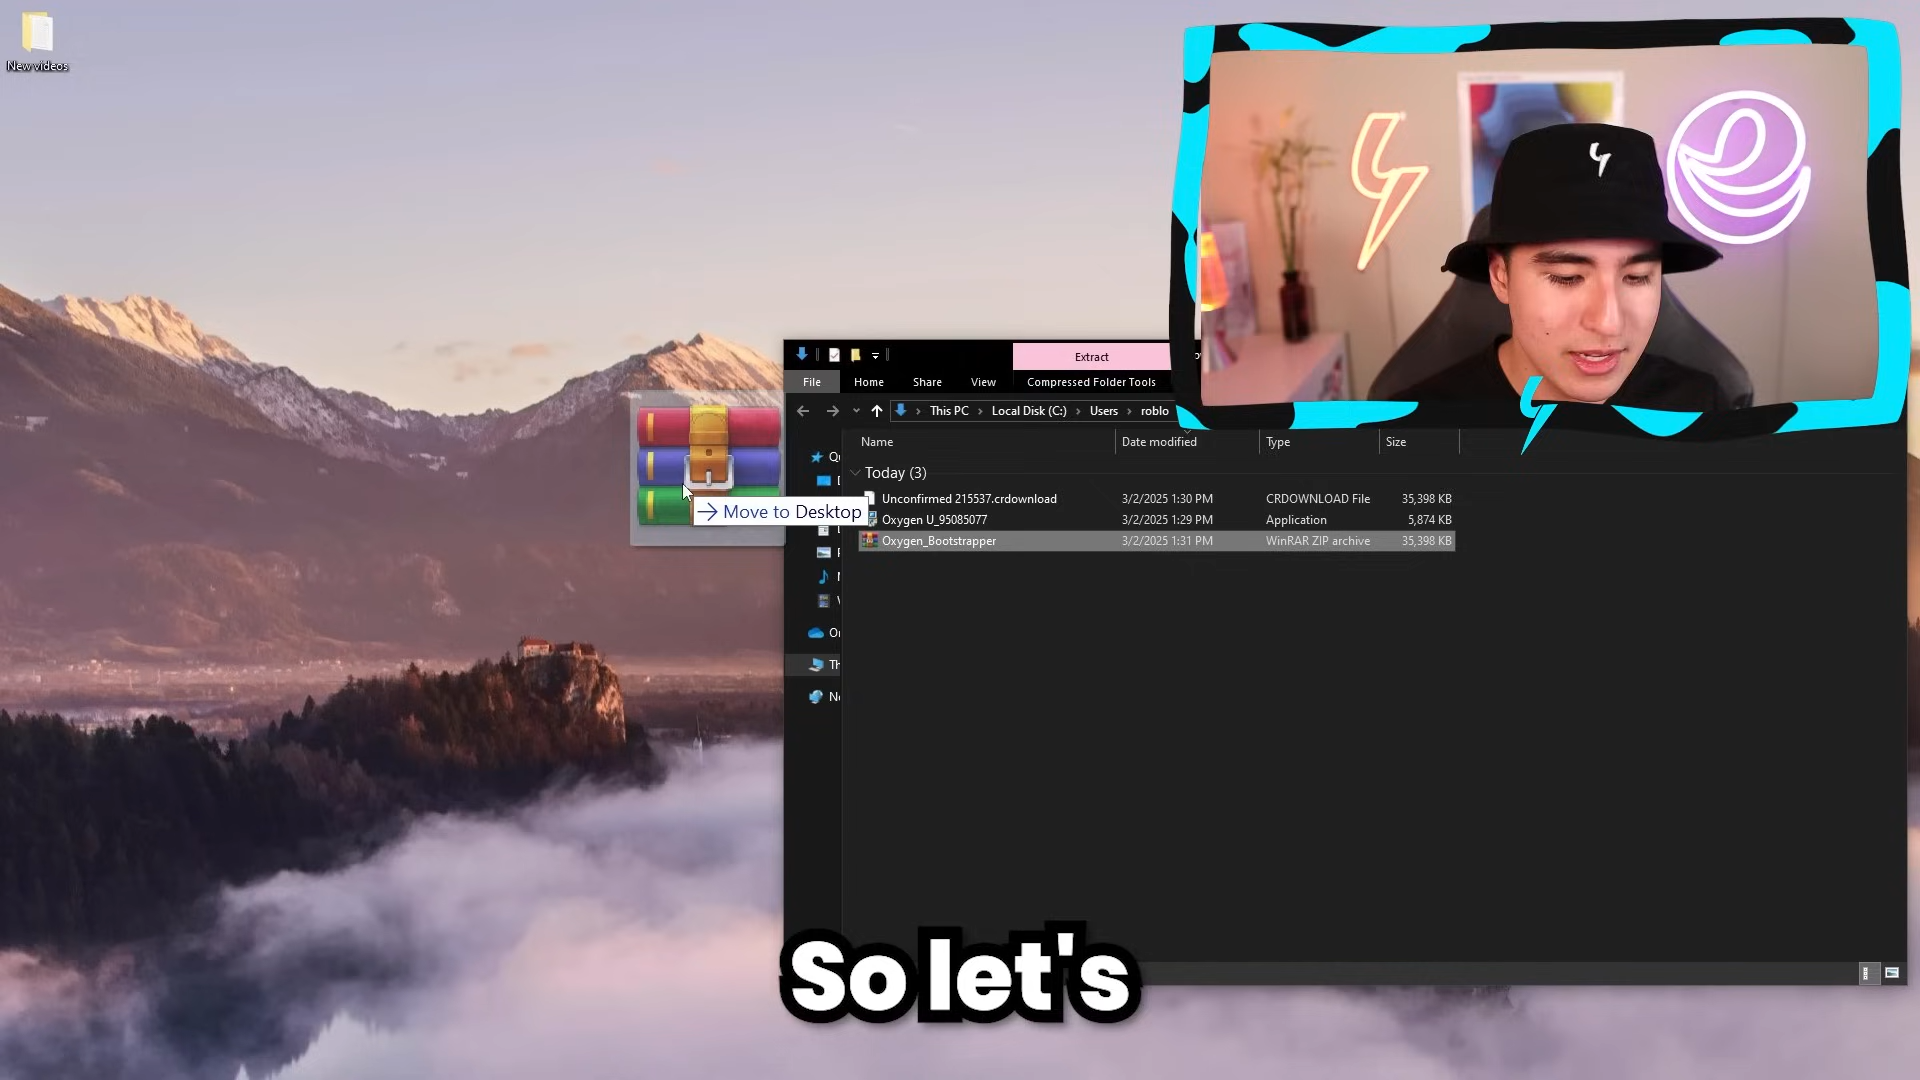 New videos
Extract
File
Home
Share
View
Compressed Folder Tools
This PC
Local Disk (C:)
Users
roblo
Name
Date modified
Type
Size
Today (3)
Unconfirmed 215537.crdownload 3/2/2025 1:30 PM CRDOWNLOAD File 35,398 KB
Oxygen U_95085077 3/2/2025 1:29 PM Application 5,874 KB
Oxygen_Bootstrapper 3/2/2025 1:31 PM WinRAR ZIP archive 35,398 KB
Move to Desktop
So let's